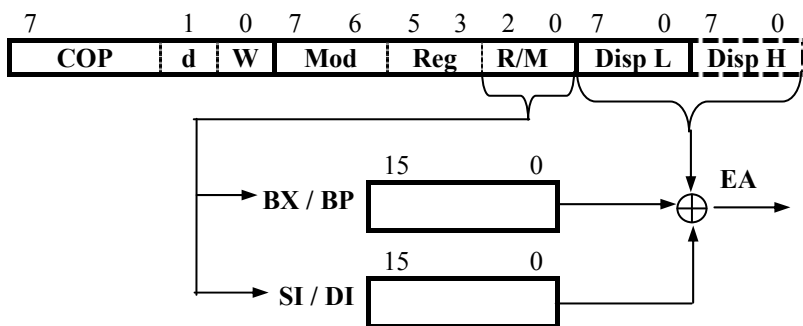 7 1 0 7 6 5 3 2 0 7 0 7 0
COP d W Mod Reg R/M Disp L Disp H
15 0 EA
BX / BP
15 0
SI / DI